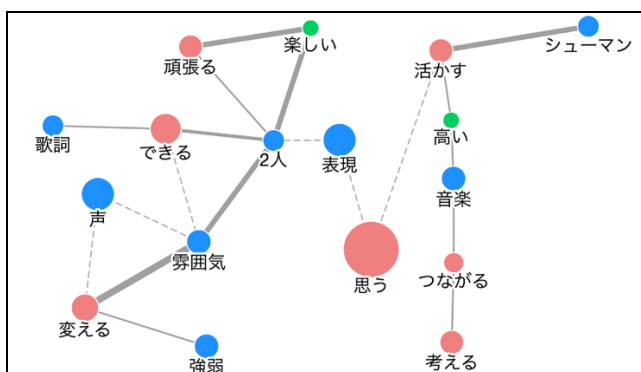 楽しい
頑張る
シューマン
活かす
歌詞
できる
2人
表現
高い
声
音楽
雰囲気
思う
つながる
変える
強弱
考える